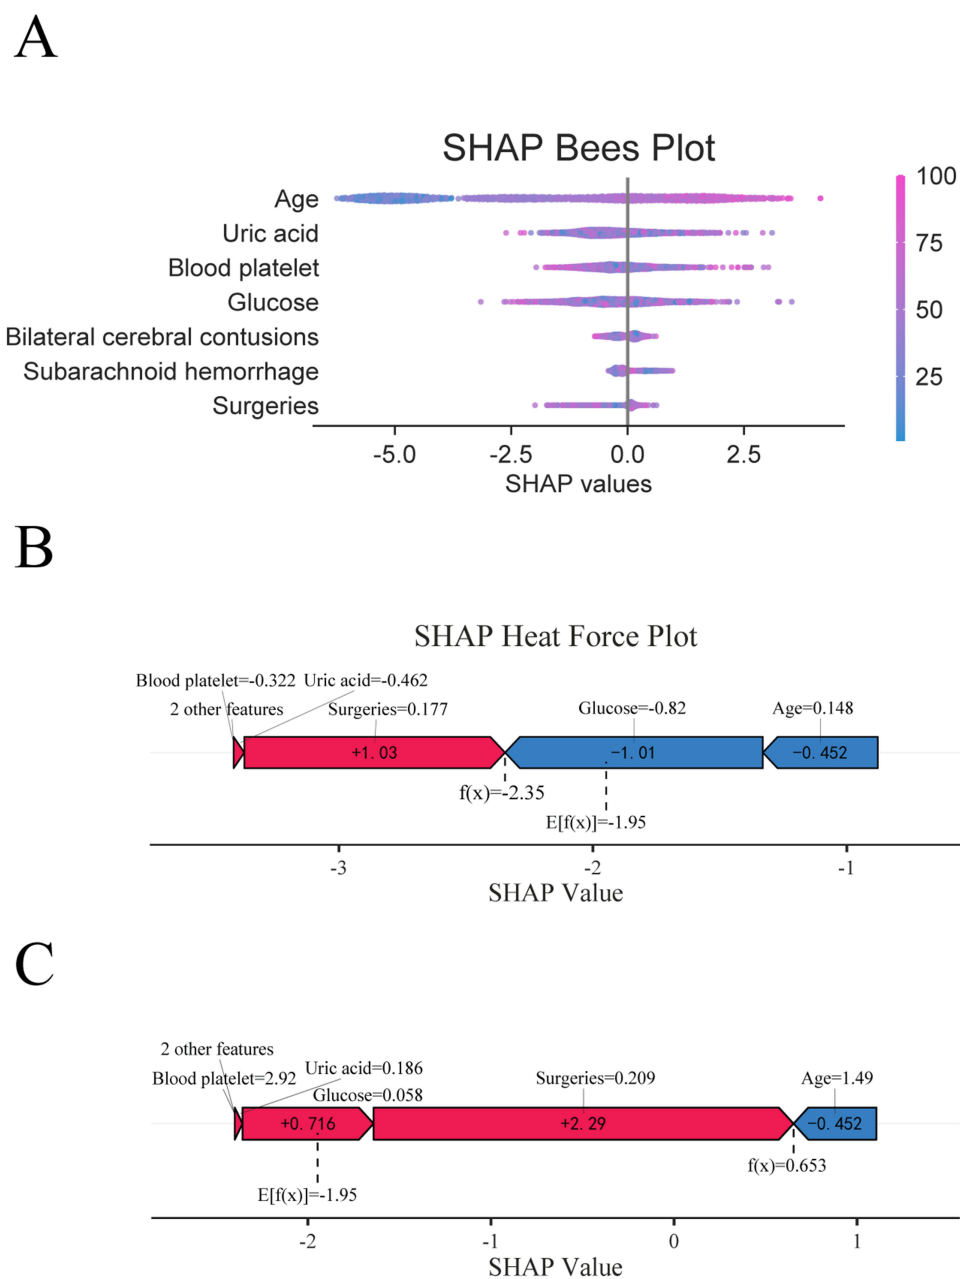 A
SHAP Bees Plot
Age
Uric acid
Blood platelet
Glucose
Bilateral cerebral contusions
Subarachnoid hemorrhage
Surgeries
-5.0 -2.5 0.0 2.5
SHAP values
100
75
50
25
B
SHAP Heat Force Plot
Blood platelet=-0.322 Uric acid=-0.462
2 other features Surgeries=0.177 Glucose=-0.82 Age=0.148
+1.03 −1.01 −0.452
f(x)=-2.35
E[f(x)]=-1.95
-3 -2 -1
SHAP Value
C
2 other features
Uric acid=0.186
Blood platelet=2.92 Surgeries=0.209 Age=1.49
Glucose=0.058
+0.716 +2.29 −0.452
f(x)=0.653
E[f(x)]=-1.95
-2 -1 0 1
SHAP Value